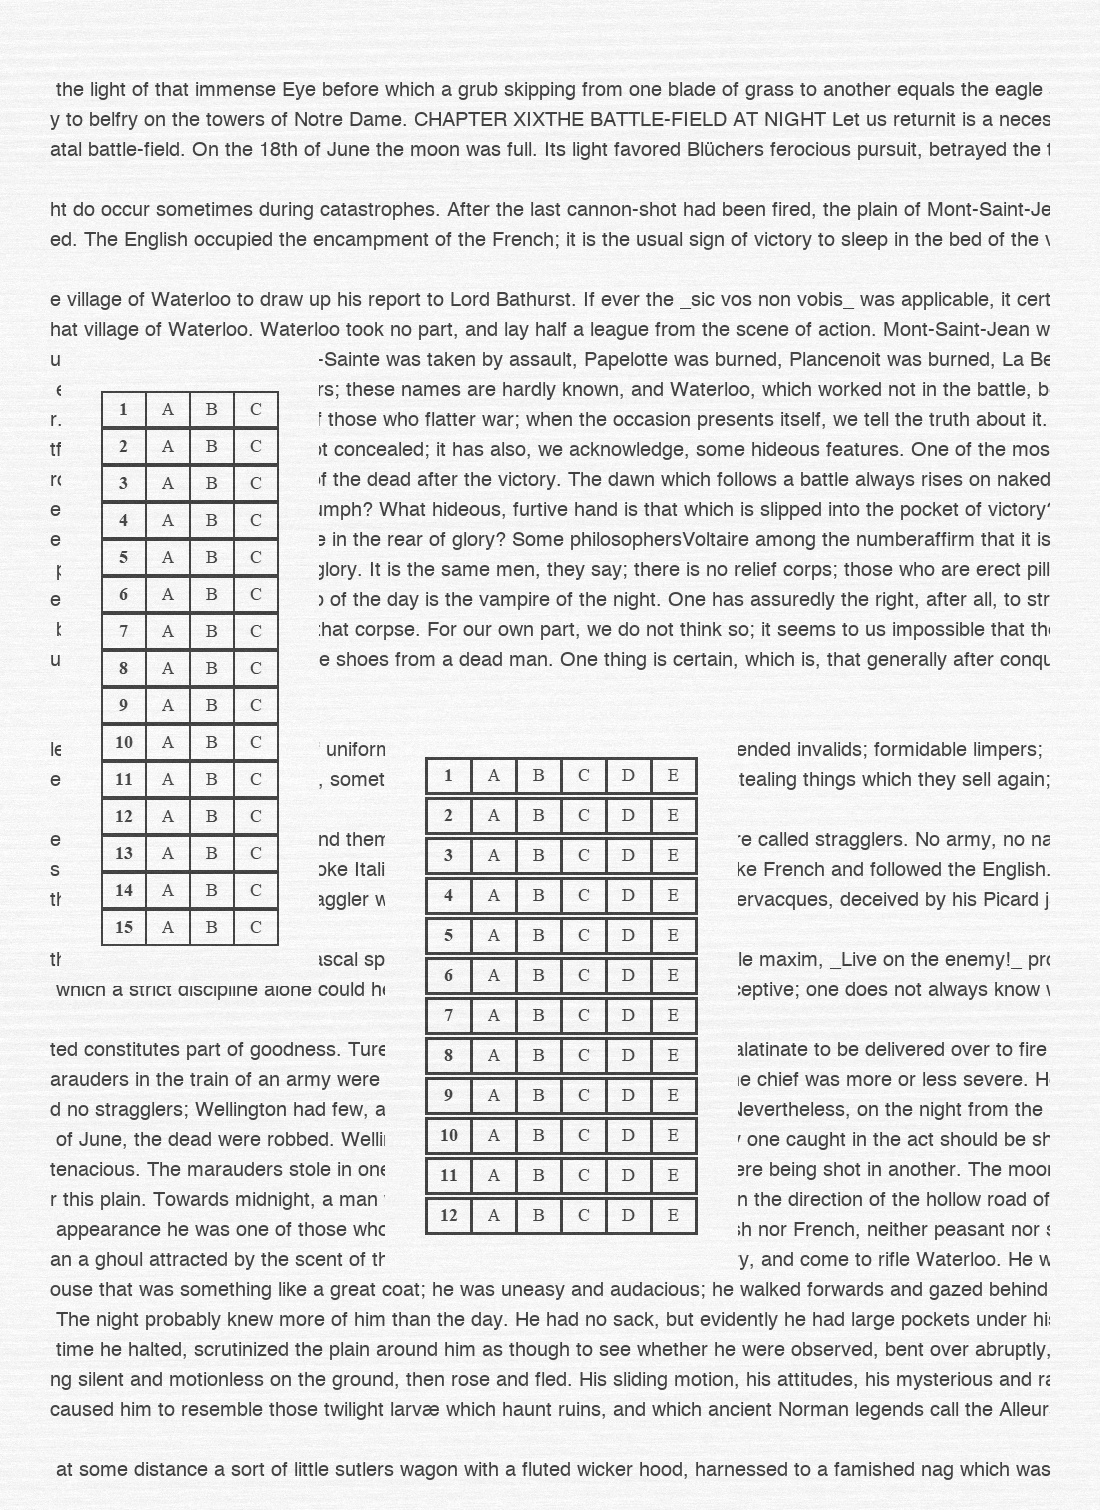 the light of that immense Eye before which a grub skipping from one blade of grass to another equals the eagle
y to belfry on the towers of Notre Dame. CHAPTER XIXTHE BATTLE-FIELD AT NIGHT Let us returnit is a neces
atal battle-field. On the 18th of June the moon was full. Its light favored Blüchers ferocious pursuit, betrayed the
ht do occur sometimes during catastrophes. After the last cannon-shot had been fired, the plain of Mont-Saint-Je
ed. The English occupied the encampment of the French; it is the usual sign of victory to sleep in the bed of the
e village of Waterloo to draw up his report to Lord Bathurst. If ever the _sic vos non vobis_ was applicable, it cert
hat village of Waterloo. Waterloo took no part, and lay half a league from the scene of action. Mont-Saint-Jean w
u -Sainte was taken by assault, Papelotte was burned, Plancenoit was burned, La Be
rs; these names are hardly known, and Waterloo, which worked not in the battle, b
r. those who flatter war; when the occasion presents itself, we tell the truth about it.
tf ot concealed; it has also, we acknowledge, some hideous features. One of the mos
of the dead after the victory. The dawn which follows a battle always rises on naked
e umph? What hideous, furtive hand is that which is slipped into the pocket of victory?
e in the rear of glory? Some philosophersVoltaire among the numberaffirm that it is
glory. It is the same men, they say; there is no relief corps; those who are erect pill
e of the day is the vampire of the night. One has assuredly the right, after all, to str
that corpse. For our own part, we do not think so; it seems to us impossible that the
u e shoes from a dead man. One thing is certain, which is, that generally after conqu
1 A B C
2 A B C
3 A B C
4 A B C
5 A B C
6 A B C
7 A B C
8 A B C
9 A B C
10 A B C
11 A B C
12 A B C
13 A B C
14 A B C
15 A B C
le uniform ended invalids; formidable limpers;
e , somet tealing things which they sell again;
e nd them re called stragglers. No army, no na
s oke Itali ke French and followed the English.
th aggler w ervacques, deceived by his Picard j
th ascal sp le maxim, _Live on the enemy!_ pro
which a strict discipline alone could he ceptive; one does not always know
1 A B C D E
2 A B C D E
3 A B C D E
4 A B C D E
5 A B C D E
6 A B C D E
7 A B C D E
8 A B C D E
9 A B C D E
10 A B C D E
11 A B C D E
12 A B C D E
ted constitutes part of goodness. Ture alatinate to be delivered over to fire
arauders in the train of an army were e chief was more or less severe. H
d no stragglers; Wellington had few, a Nevertheless, on the night from the
of June, the dead were robbed. Welli one caught in the act should be sh
tenacious. The marauders stole in one ere being shot in another. The moon
r this plain. Towards midnight, a man n the direction of the hollow road of
appearance he was one of those who sh nor French, neither peasant nor s
an a ghoul attracted by the scent of th y, and come to rifle Waterloo. He w
ouse that was something like a great coat; he was uneasy and audacious; he walked forwards and gazed behind
The night probably knew more of him than the day. He had no sack, but evidently he had large pockets under his
time he halted, scrutinized the plain around him as though to see whether he were observed, bent over abruptly,
ng silent and motionless on the ground, then rose and fled. His sliding motion, his attitudes, his mysterious and ra
caused him to resemble those twilight larvæ which haunt ruins, and which ancient Norman legends call the Alleur
at some distance a sort of little sutlers wagon with a fluted wicker hood, harnessed to a famished nag which was